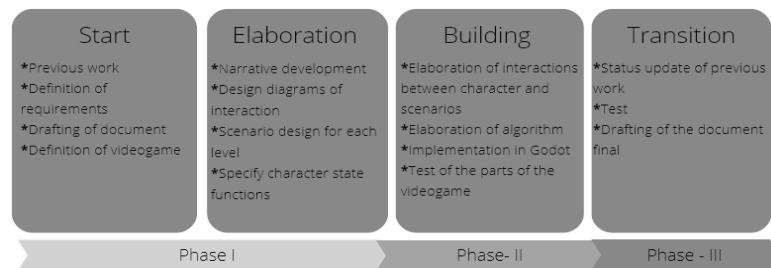 Start
*Previous work
*Definition of
requirements
*Drafting of document
*Definition of videogame
Elaboration
*Narrative development
*Design diagrams of
interaction
*Scenario design for each
level
*Specify character state
functions
Building
*Elaboration of interactions
between character and
scenarios
*Elaboration of algorithm
*Implementation in Godot
*Test of the parts of the
videogame
Transition
*Status update of previous
work
*Test
*Drafting of the document
final
Phase I
Phase- II
Phase - III